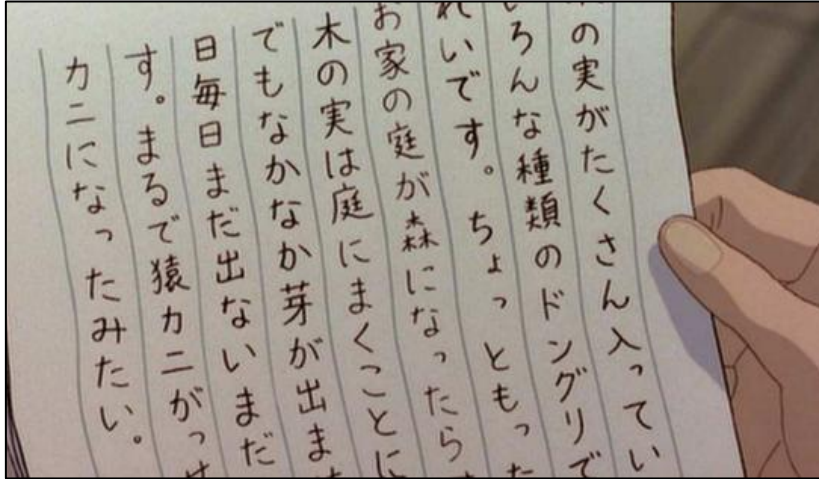 の実がたくさん入ってい
ろんな種類のドングリで
れいです。ちょっともった
お家の庭が森になったら
木の実は庭にまくことに
でもなかなか芽が出ま
日毎日まだ出ないまだ
す。まるで猿カニがっ
カニになったみたい。